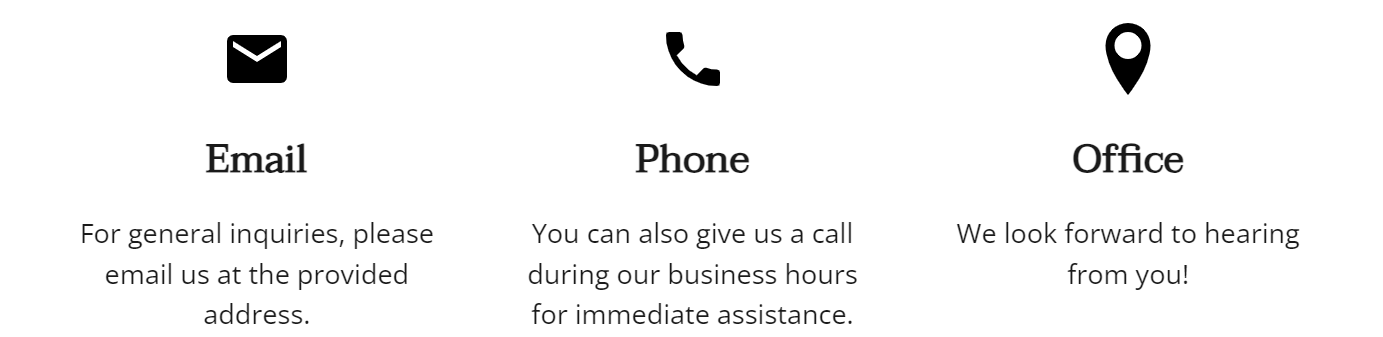 Email
For general inquiries, please
email us at the provided
address.
Phone
You can also give us a call
during our business hours
for immediate assistance.
Office
We look forward to hearing
from you!